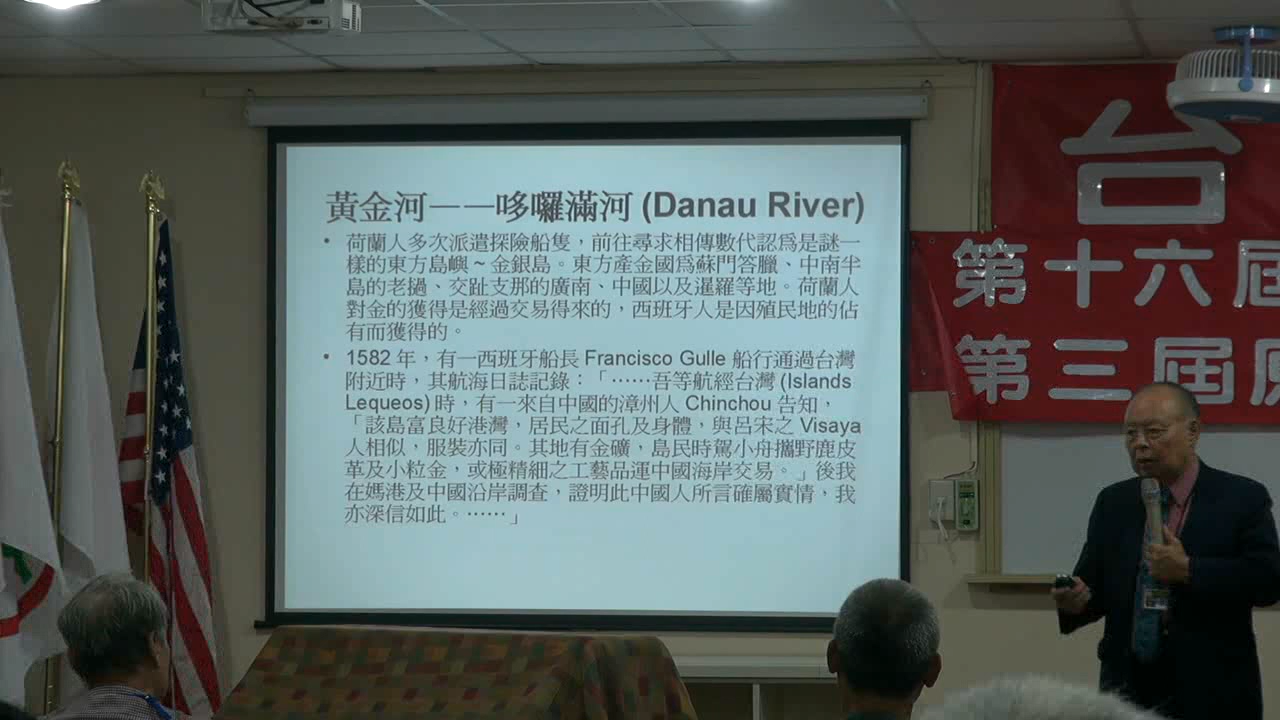 黃金河——哆囉滿河 (Danau River)
• 荷蘭人多次派遣探險船隻，前往尋求相傳數代認爲是謎一
樣的東方島嶼～金銀島。東方產金國爲蘇門答臘、中南半
島的老撾、交趾支那的廣南、中國以及暹羅等地。荷蘭人
對金的獲得是經過交易得來的，西班牙人是因殖民地的佔
有而獲得的。
• 1582 年，有一西班牙船長 Francisco Gulle 船行通過台灣
附近時，其航海日誌記錄：「⋯⋯吾等航經台灣 (Islands
Lequeos) 時，有一來自中國的漳州人 Chinchou 告知，
「該島富良好港灣，居民之面孔及身體，與呂宋之 Visaya
人相似，服裝亦同。其地有金礦，島民時駕小舟攜野鹿皮
革及小粒金，或極精細之工藝品運中國海岸交易。」後我
在媽港及中國沿岸調查，證明此中國人所言確屬實情，我
亦深信如此。⋯⋯」
台
第十六屆
第三屆